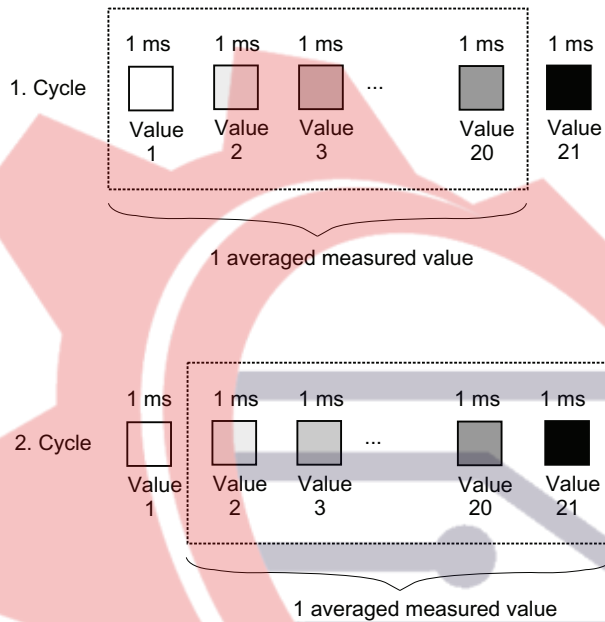 1 ms 1 ms 1 ms 1 ms 1 ms
1. Cycle ...
Value Value Value Value Value
1 2 3 20 21
1 averaged measured value
1 ms 1 ms 1 ms 1 ms 1 ms
2. Cycle ...
Value Value Value Value Value
1 2 3 20 21
1 averaged measured value